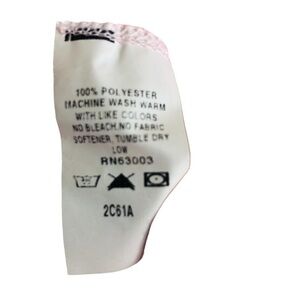 100% POLYESTER
MACHINE WASH WARM
WITH LIKE COLORS
NO BLEACH, NO FABRIC
SOFTENER, TUMBLE DRY
LOW
RN63003
2C61A